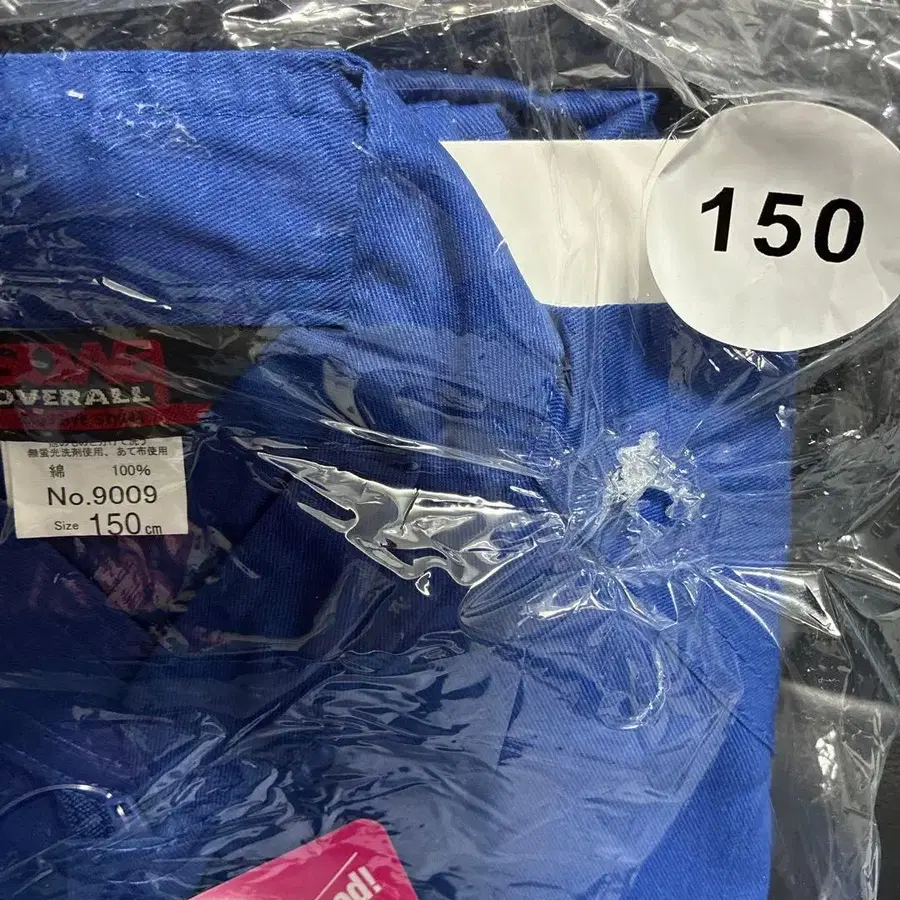 150
OVERALL
無蛍光洗剤使用、あて布使用
綿 100%
No.9009
Size 150cm